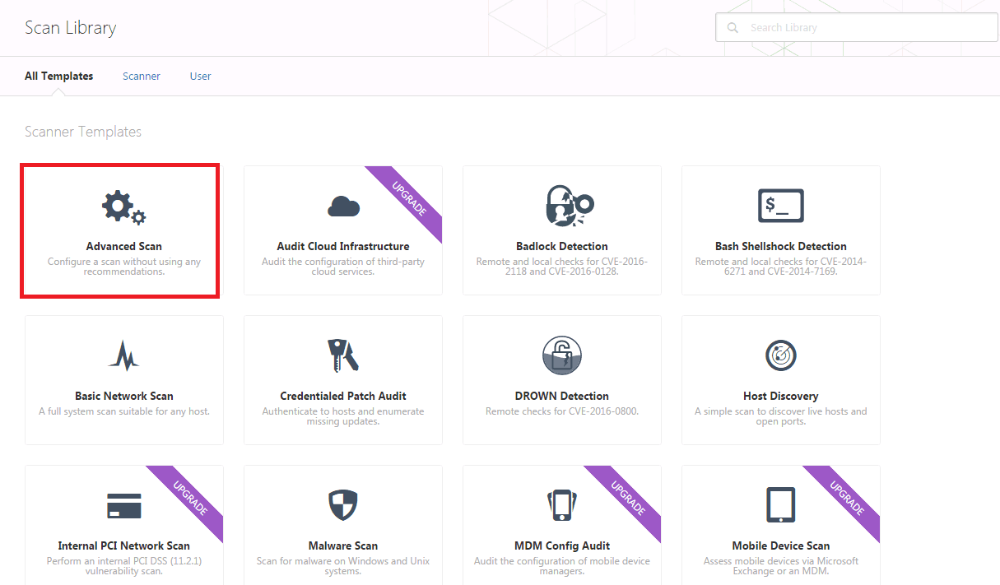 Scan Library
Search Library
All Templates
Scanner
User
Scanner Templates
Advanced Scan
Configure a scan without using any
recommendations.
UPGRADE
Audit Cloud Infrastructure
Audit the configuration of third-party
cloud services.
Badlock Detection
Remote and local checks for CVE-2016-
2118 and CVE-2016-0128.
$_
Bash Shellshock Detection
Remote and local checks for CVE-2014-
6271 and CVE-2014-7169.
Basic Network Scan
A full system scan suitable for any host.
Credentialed Patch Audit
Authenticate to hosts and enumerate
missing updates.
DROWN Detection
Remote checks for CVE-2016-0800.
Host Discovery
A simple scan to discover live hosts and
open ports.
UPGRADE
Internal PCI Network Scan
Perform an internal PCI DSS (11.2.1)
vulnerability scan.
Malware Scan
Scan for malware on Windows and Unix
systems.
UPGRADE
MDM Config Audit
Audit the configuration of mobile device
managers.
UPGRADE
Mobile Device Scan
Assess mobile devices via Microsoft
Exchange or an MDM.